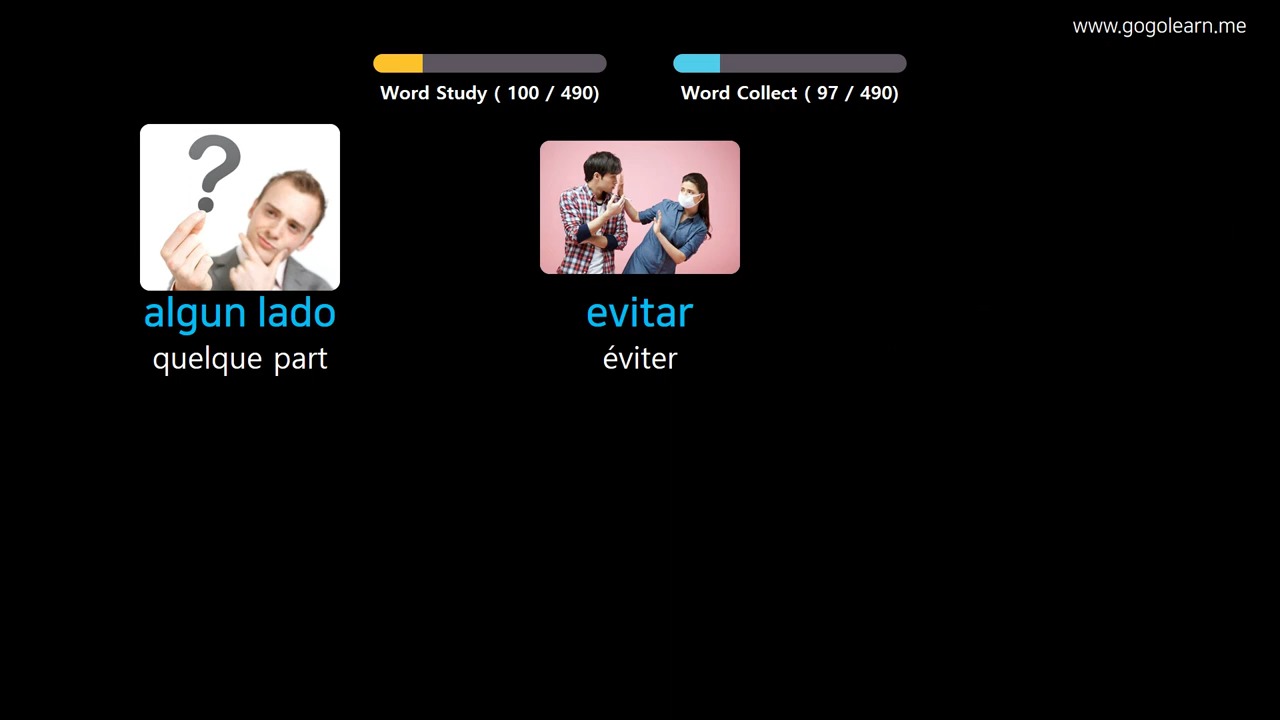 www.gogolearn.me
Word Study ( 100 / 490)
Word Collect ( 97 / 490)
algun lado
quelque part
evitar
éviter